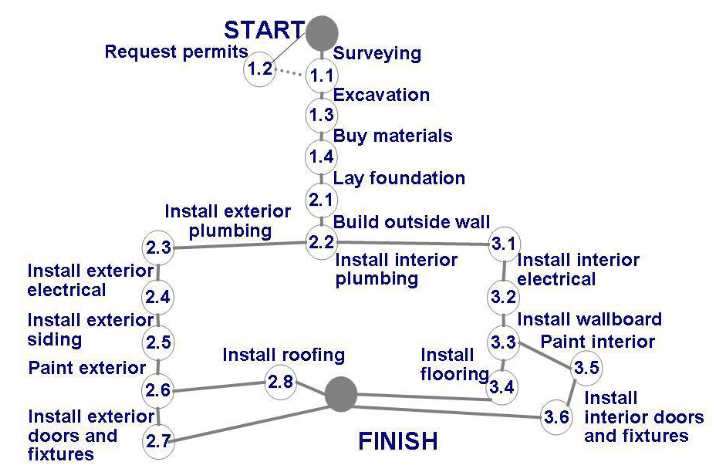 START
Request permits
1.2
Surveying
1.1
Excavation
1.3
Buy materials
1.4
Lay foundation
2.1
Install exterior
plumbing
Build outside wall
2.3
2.2
3.1
Install interior
plumbing
Install interior
electrical
Install exterior
electrical
2.4
3.2
Install exterior
siding
2.5
Install wallboard
3.3
Paint interior
Paint exterior
Install roofing
Install
flooring
3.5
2.6
2.8
3.4
Install
interior doors
and fixtures
3.6
Install exterior
doors and
fixtures
2.7
FINISH